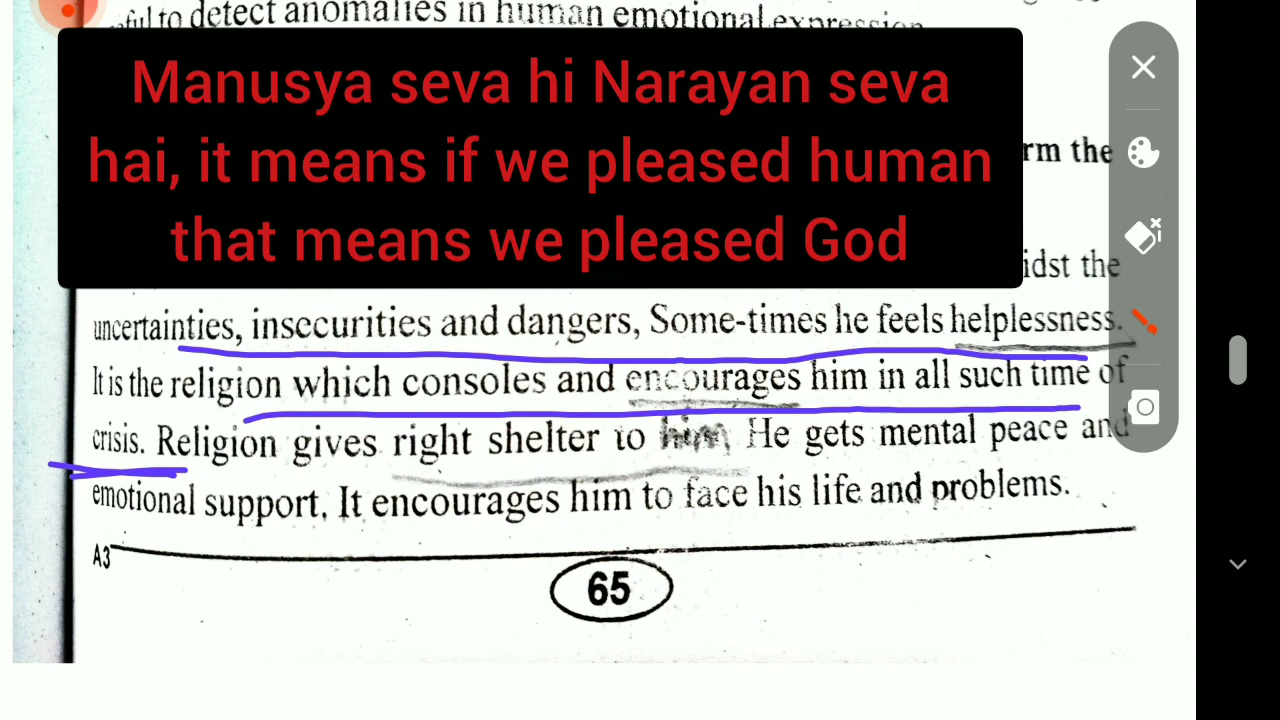 to detect anomalies in human emotional expression
Manusya seva hi Narayan seva
hai, it means if we pleased human
that means we pleased God
rm the
idst the
uncertainties, insecurities and dangers, Some-times he feels helplessness.
It is the religion which consoles and encourages him in all such time of
crisis. Religion gives right shelter to him He gets mental peace and
emotional support. It encourages him to face his life and problems.
A3
65